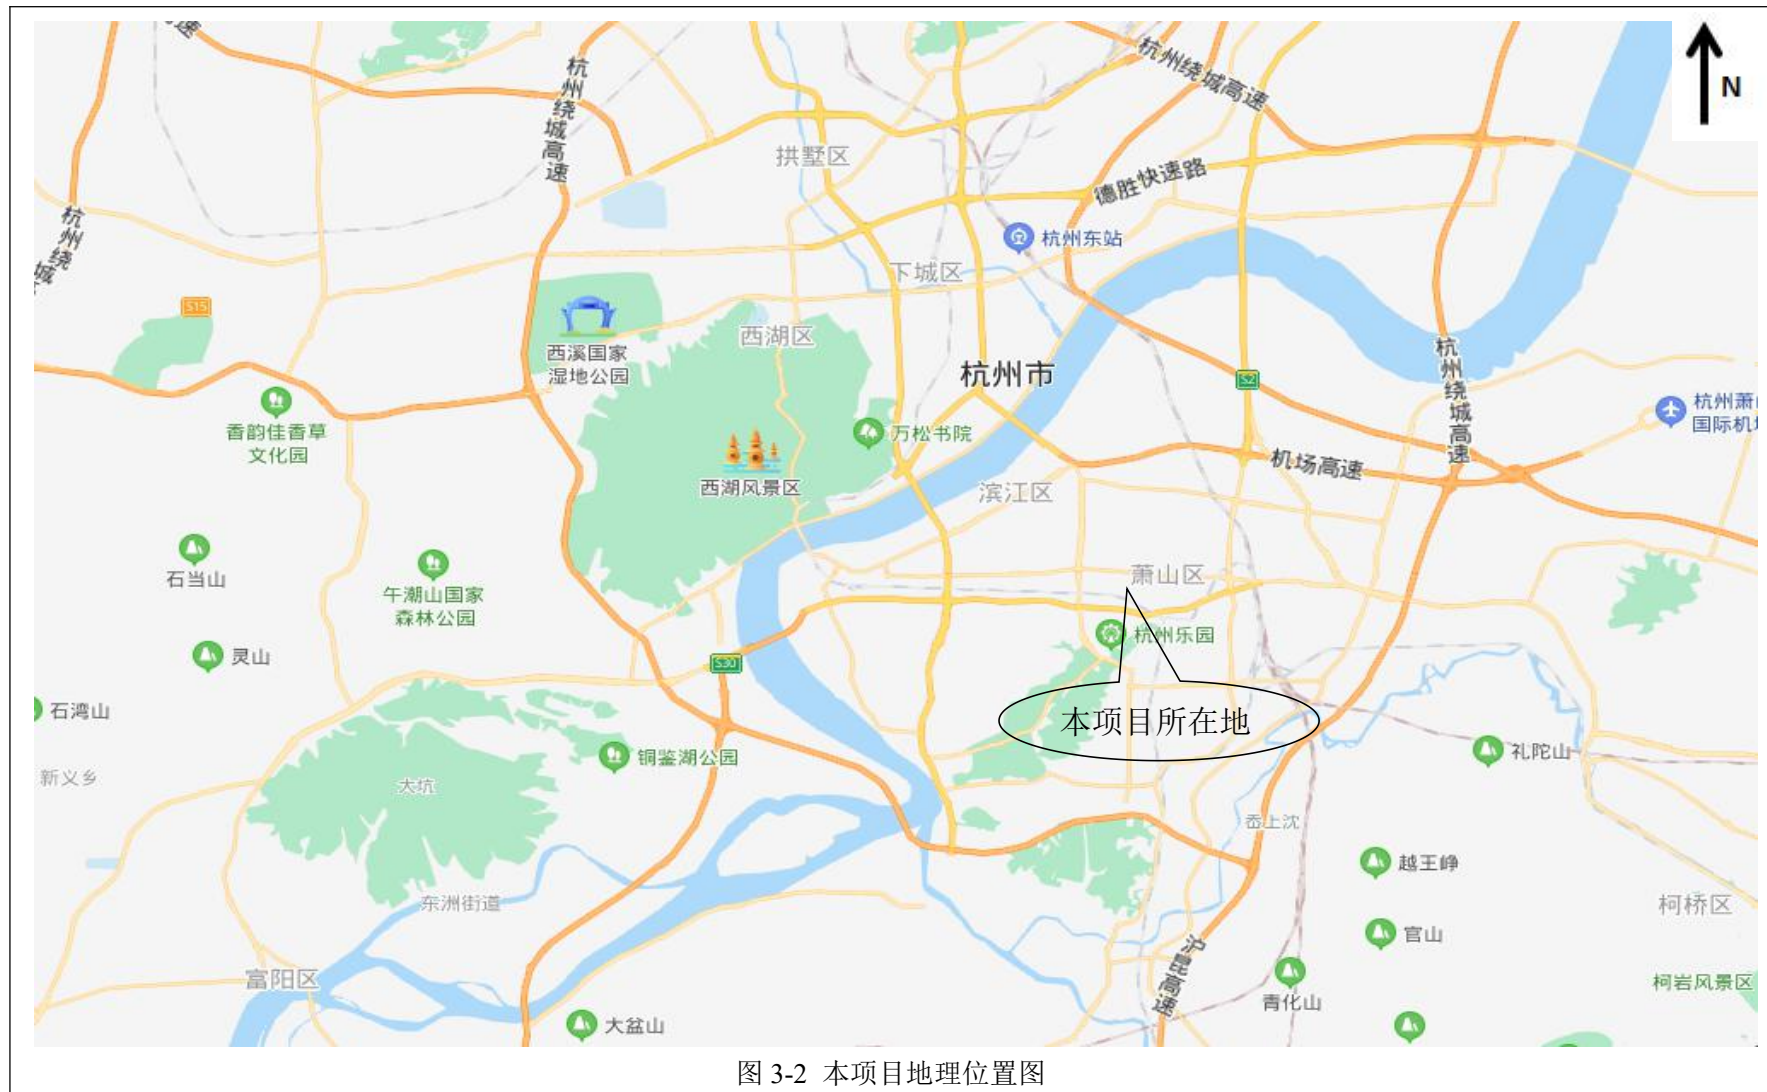 速
杭州绕城高速
杭州绕城高速
N
拱墅区
德胜快速路
杭州绕
城
杭州东站
下城区
S15
西湖区
西溪国家
湿地公园
杭州市
S2
杭州绕城高速
杭州萧山
国际机场
香韵佳香草
文化园
万松书院
机场高速
西湖风景区
滨江区
石当山
午潮山国家
森林公园
萧山区
灵山
S30
杭州乐园
石湾山
本项目所在地
铜鉴湖公园
礼陀山
新义乡
大坑
岙上沈
越王峥
东洲街道
柯桥区
官山
沪昆高速
富阳区
柯岩风景区
青化山
大盆山
图 3-2 本项目地理位置图